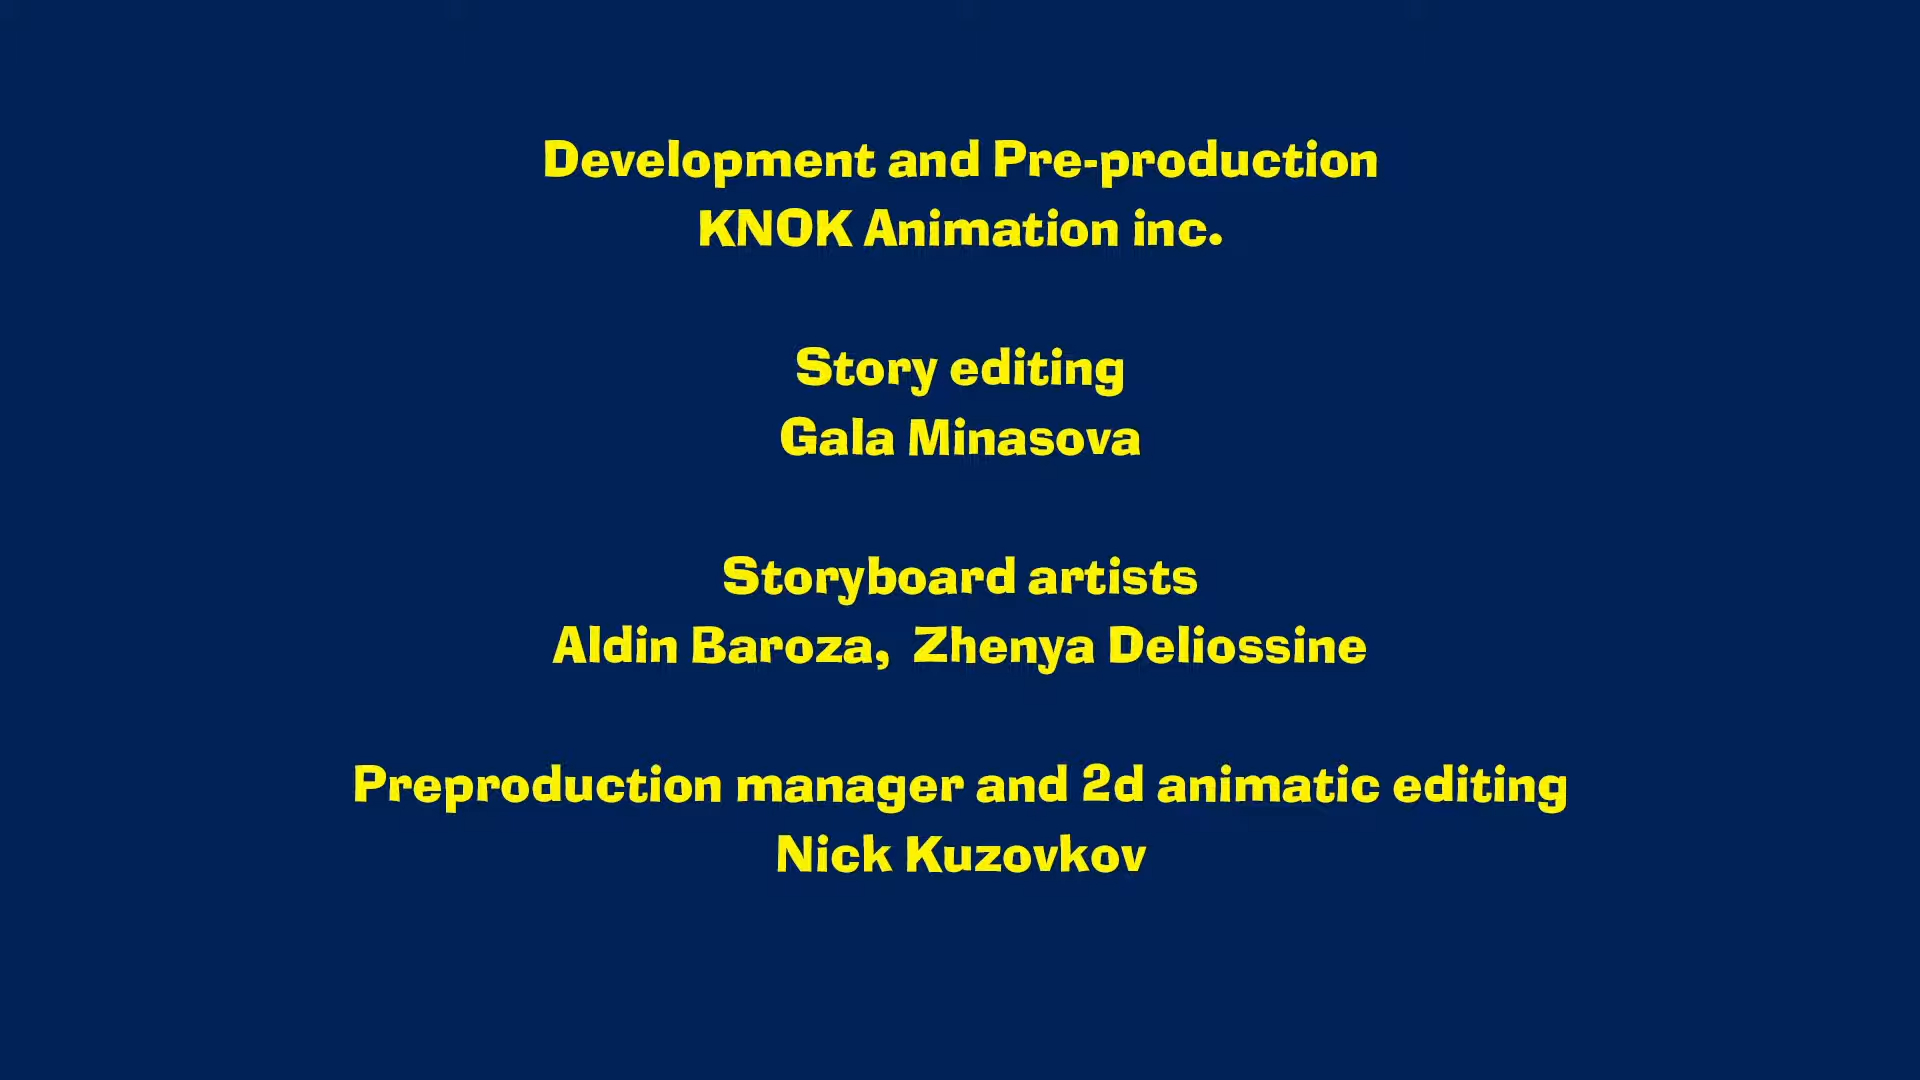 Development and Pre-production
KNOK Animation inc.
Story editing
Gala Minasova
Storyboard artists
Aldin Baroza, Zhenya Deliossine
Preproduction manager and 2d animatic editing
Nick Kuzovkov